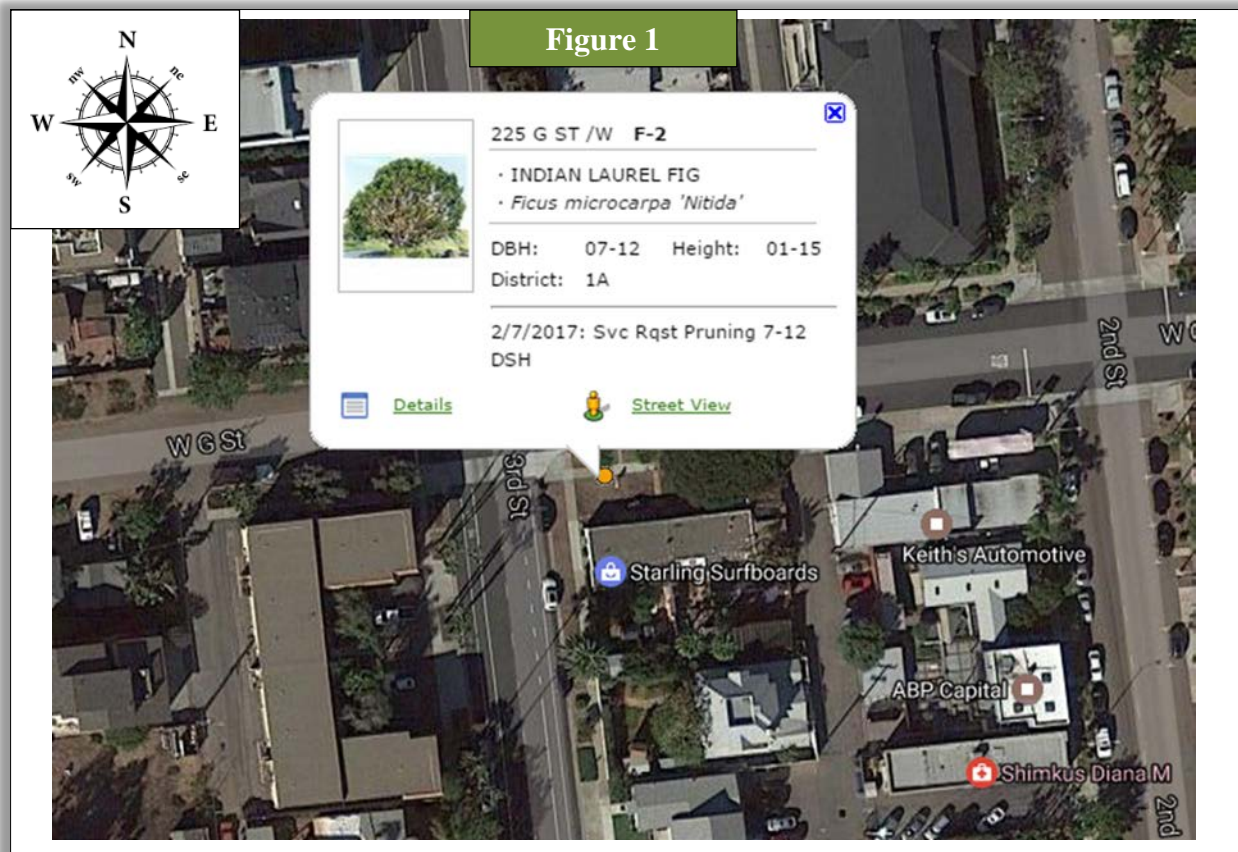 Figure 1
N
nw
ne
W
E
sw
se
S
225 G ST /W F-2
· INDIAN LAUREL FIG
· Ficus microcarpa 'Nitida'
DBH: 07-12 Height: 01-15
District: 1A
2/7/2017: Svc Rqst Pruning 7-12
DSH
Details
Street View
2nd St
W G St
3rd St
Keith's Automotive
Starling Surfboards
ABP Capital
Shimkus Diana M
2nd